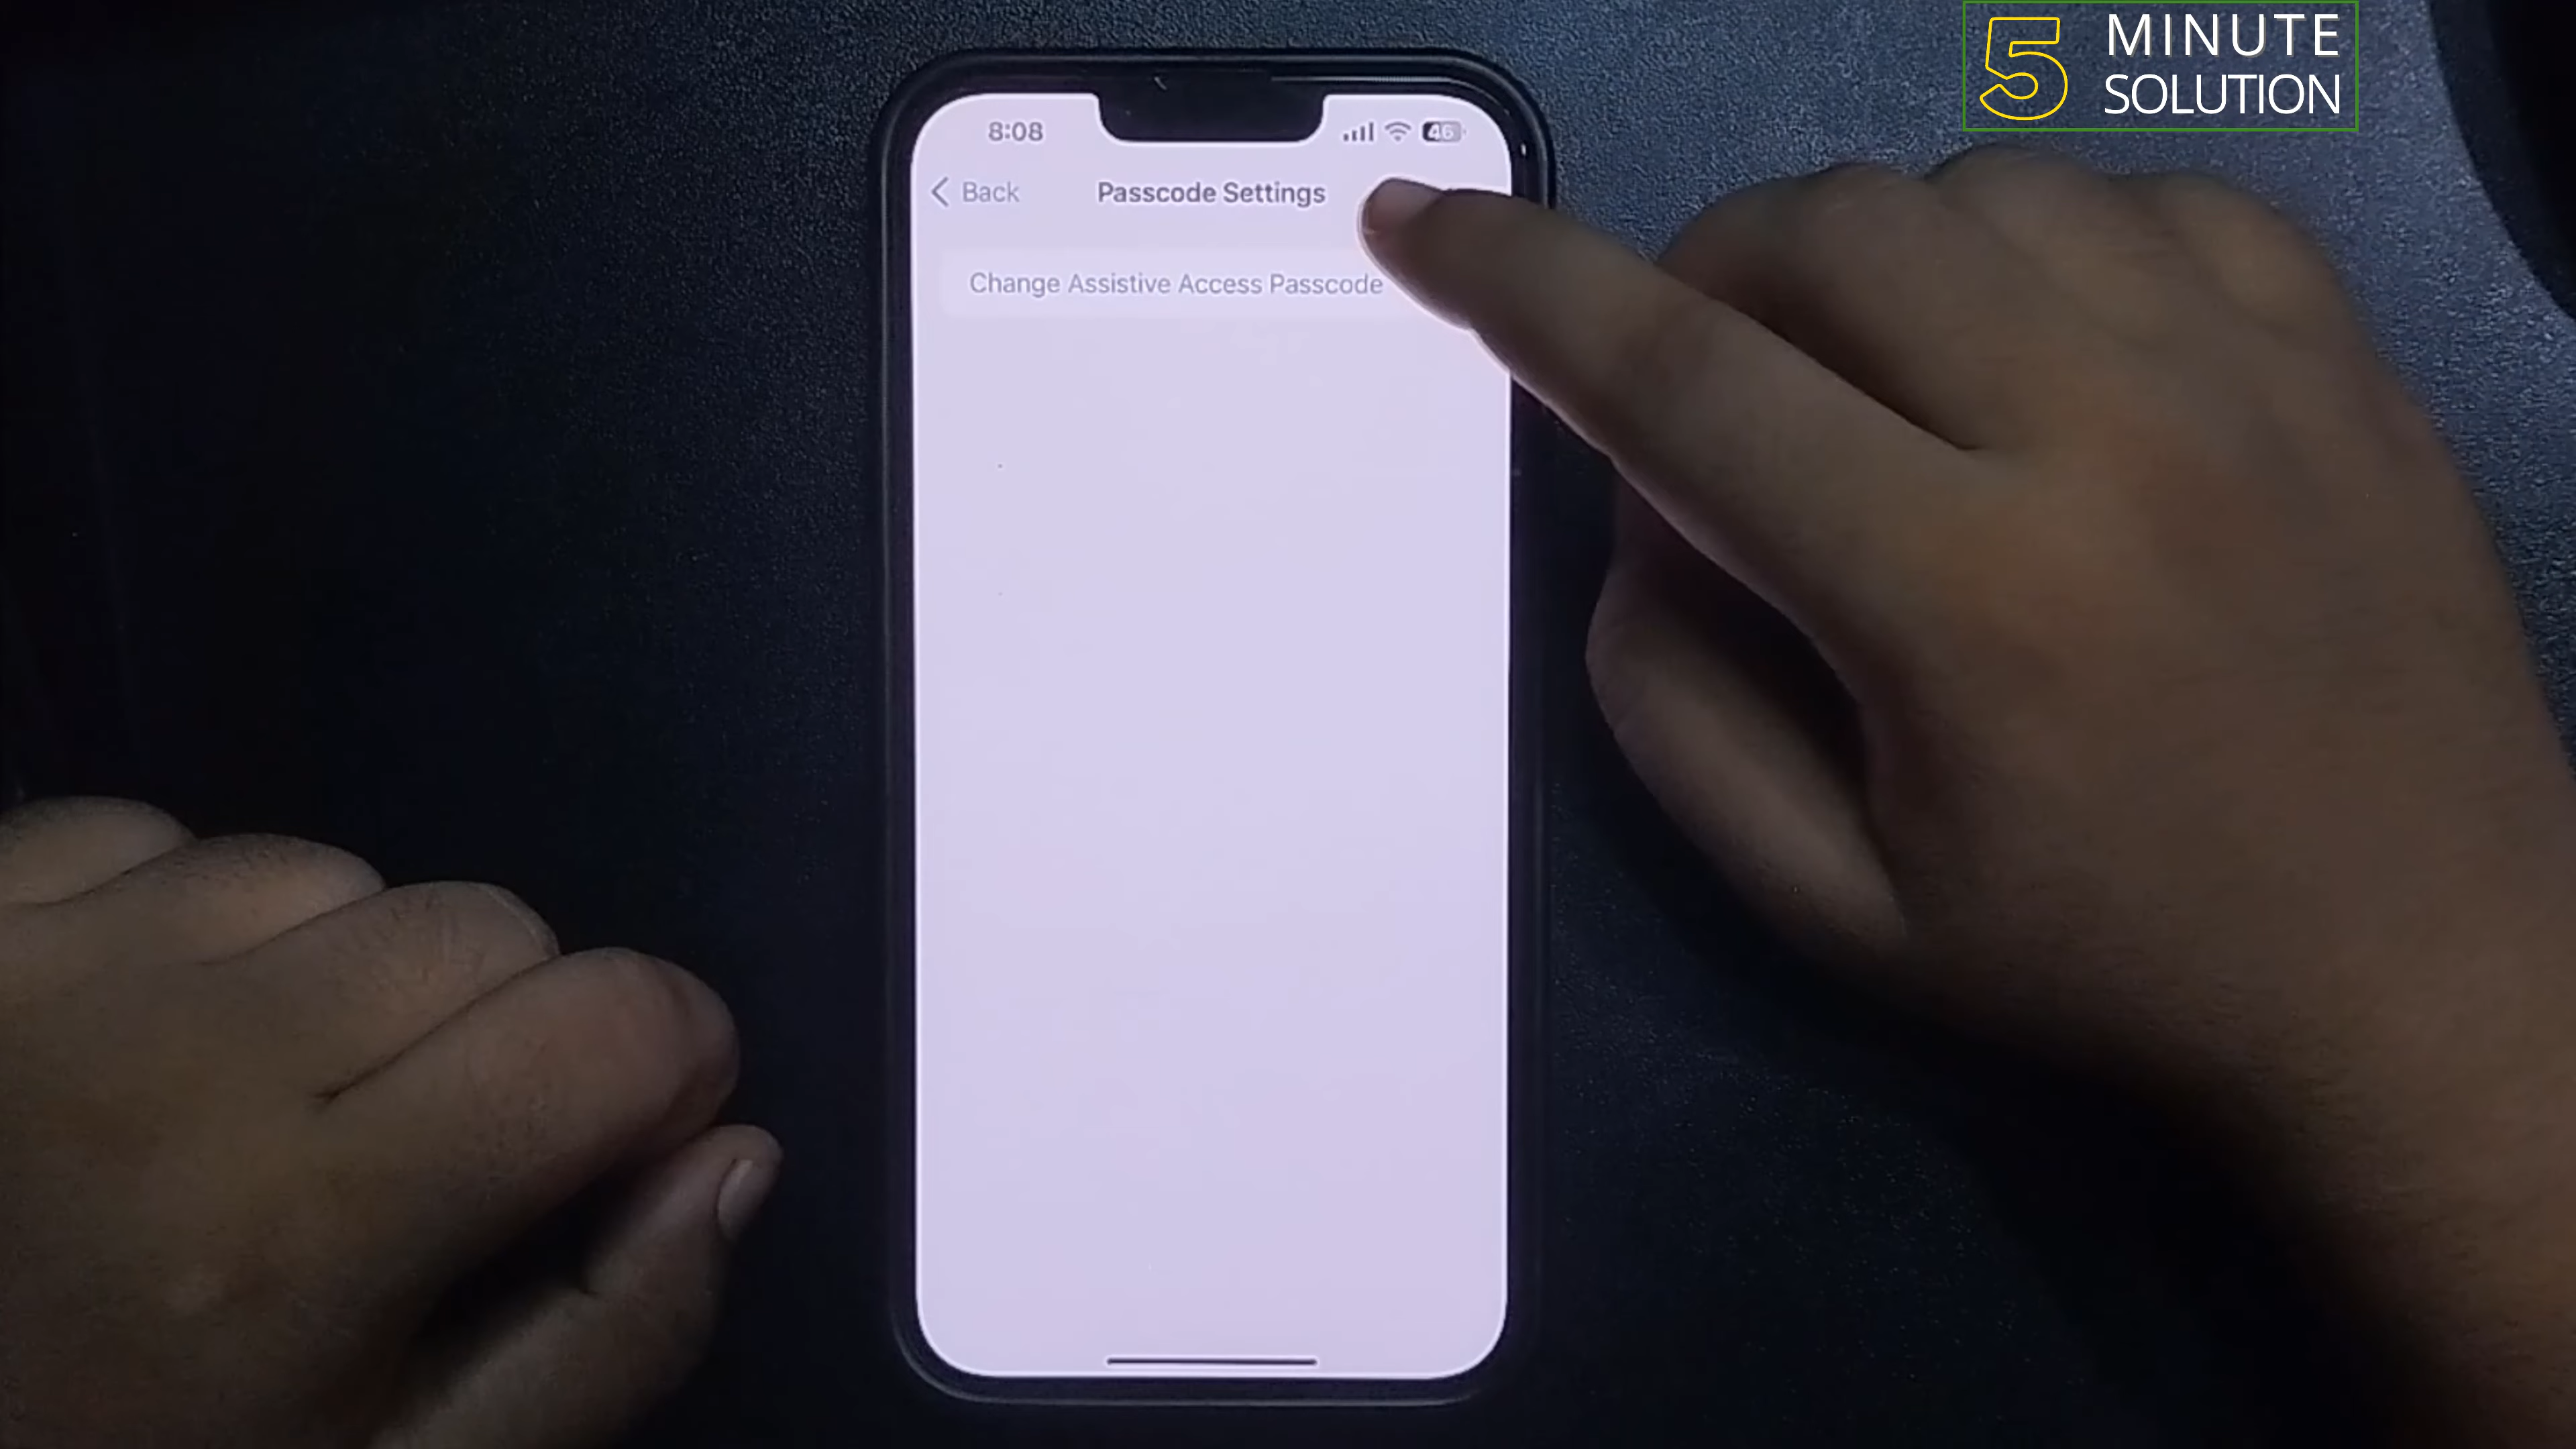 5 MINUTE
SOLUTION
8:08
46
Back
Passcode Settings
Change Assistive Access Passcode